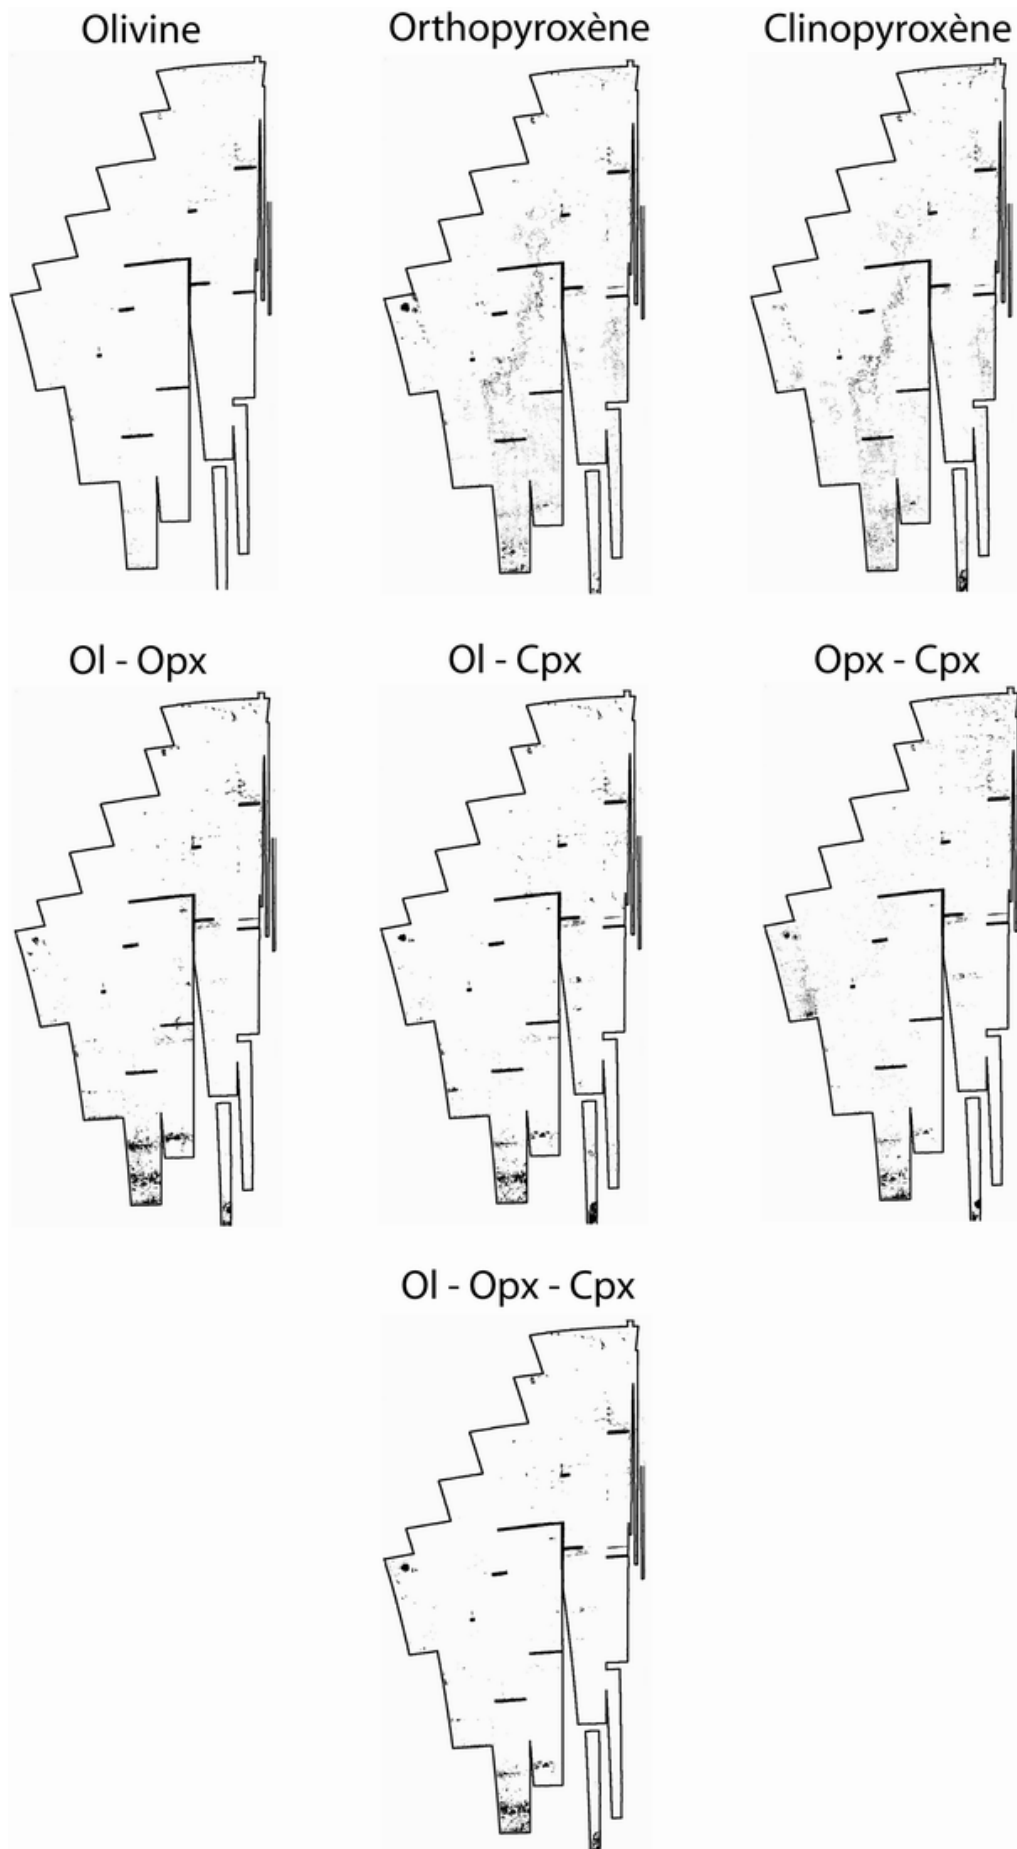 Olivine Orthopyroxène Clinopyroxène
Ol - Opx Ol - Cpx Opx - Cpx
Ol - Opx - Cpx